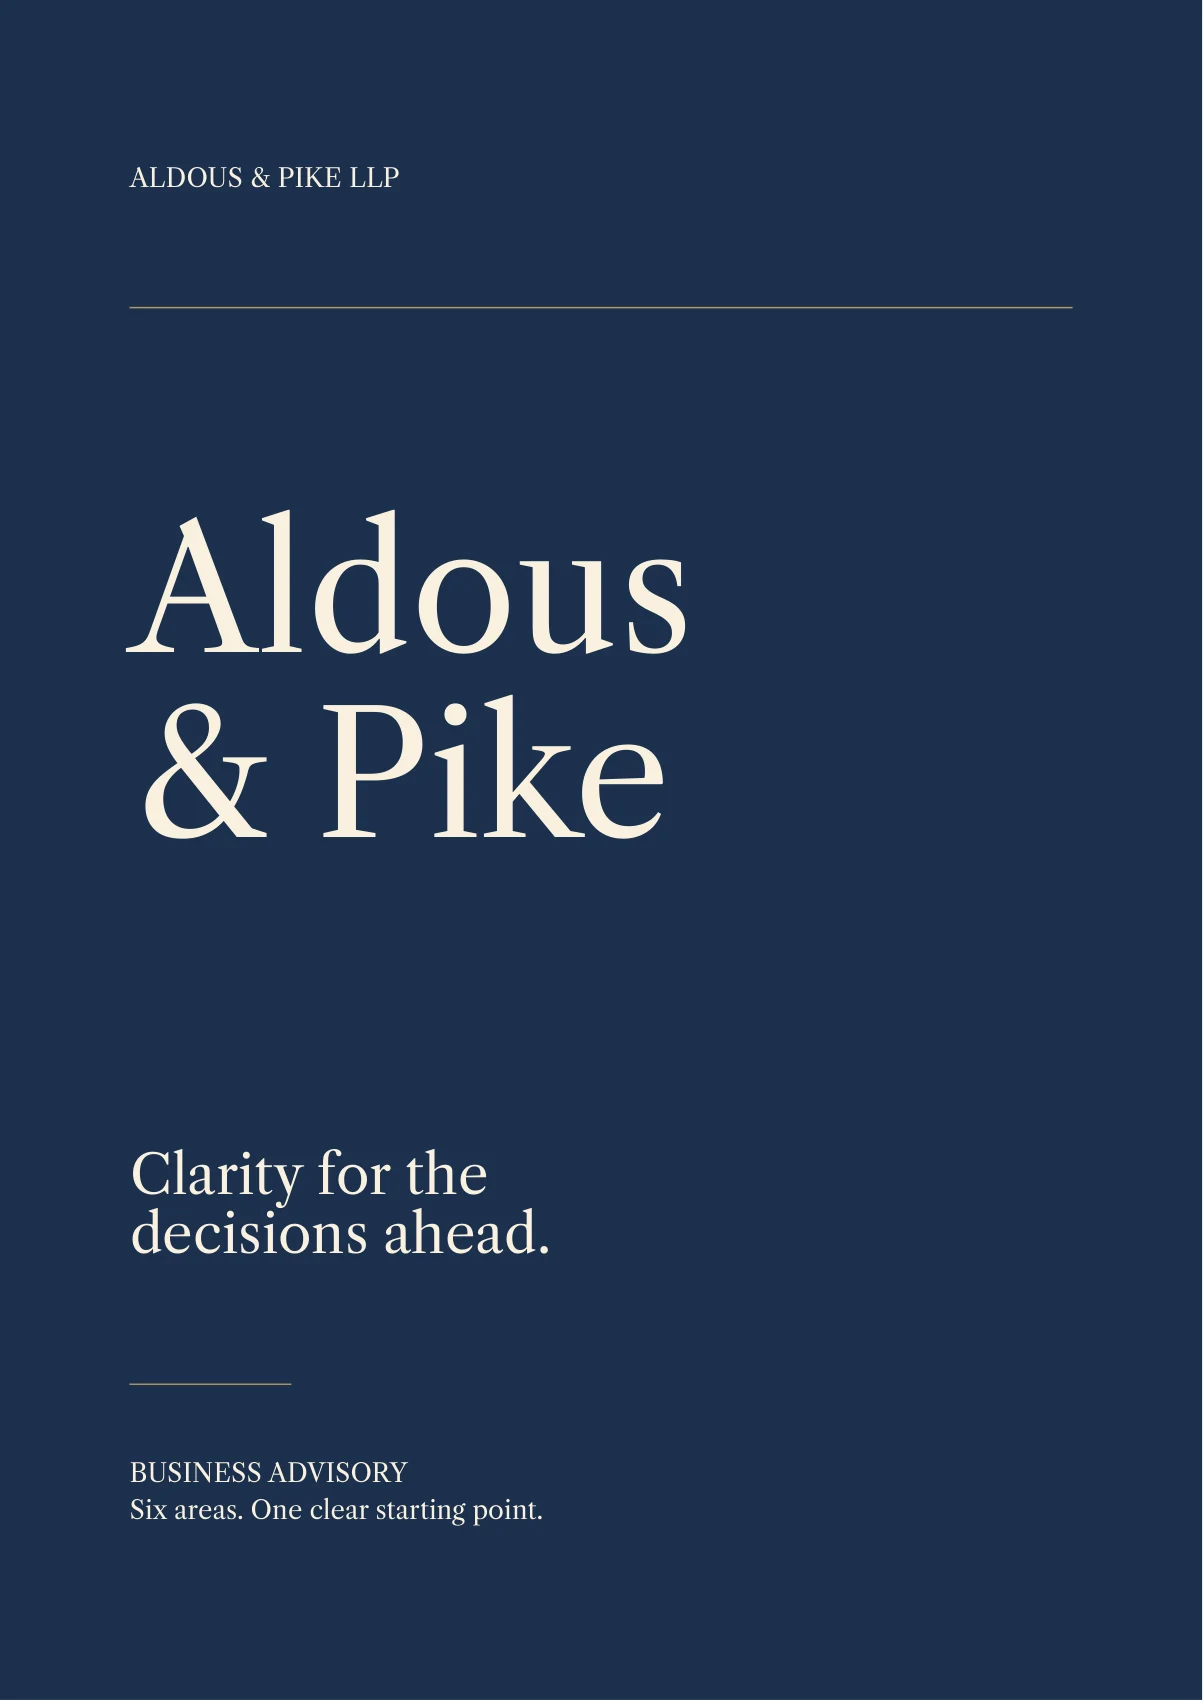 ALDOUS & PIKE LLP
Aldous
& Pike
Clarity for the
decisions ahead.
BUSINESS ADVISORY
Six areas. One clear starting point.